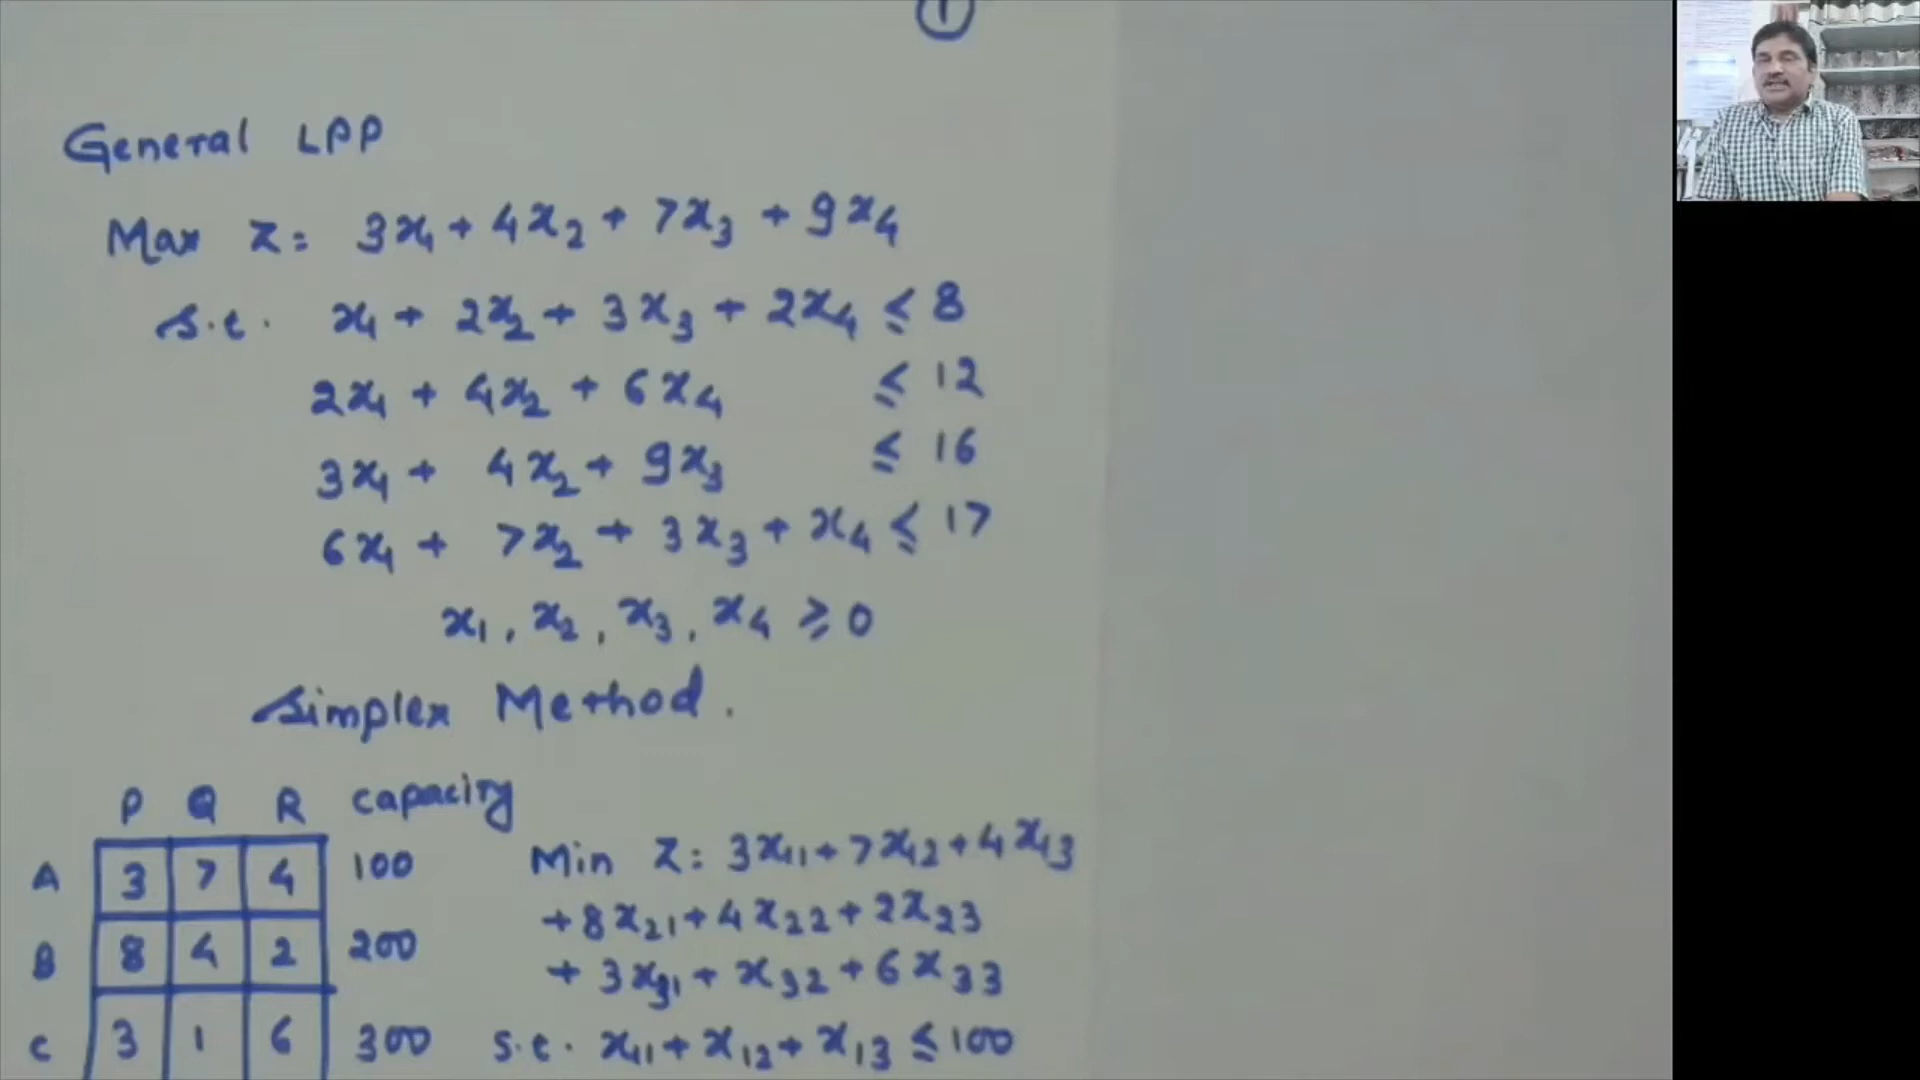 1
General LPP
Max Z = 3x₁ + 4x₂ + 7x₃ + 9x₄
s.t. x₁ + 2x₂ + 3x₃ + 2x₄ ≤ 8
2x₁ + 4x₂ + 6x₄ ≤ 12
3x₁ + 4x₂ + 9x₃ ≤ 16
6x₁ + 7x₂ + 3x₃ + x₄ ≤ 17
x₁, x₂, x₃, x₄ ≥ 0
Simplex Method.
P Q R capacity
A 3 7 4 100
B 8 4 2 200
C 3 1 6 300
Min Z = 3x₁₁ + 7x₁₂ + 4x₁₃
+ 8x₂₁ + 4x₂₂ + 2x₂₃
+ 3x₃₁ + x₃₂ + 6x₃₃
s.t. x₁₁ + x₁₂ + x₁₃ ≤ 100